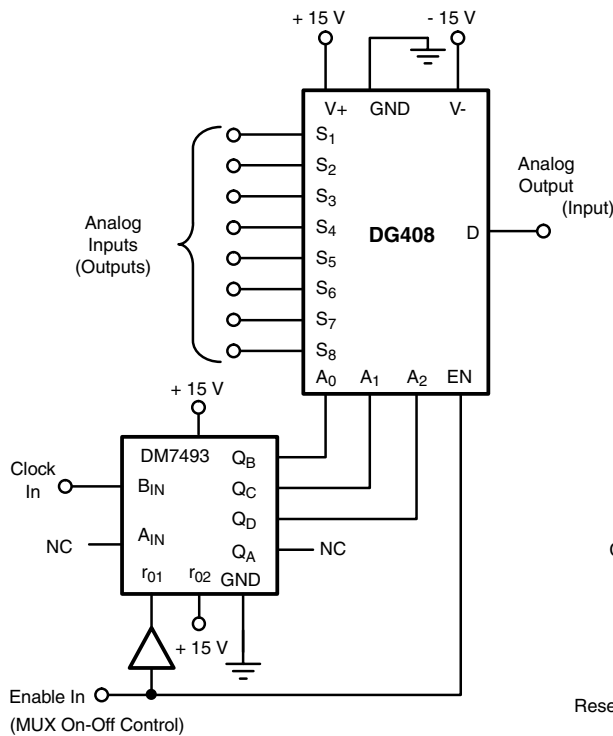 + 15 V
- 15 V
V+
GND
V-
S1
S2
S3
S4
S5
S6
S7
S8
DG408
D
Analog
Output
(Input)
Analog
Inputs
(Outputs)
A0
A1
A2
EN
+ 15 V
DM7493
QB
QC
QD
QA
Clock
In
BIN
AIN
NC
NC
r01
r02
GND
+ 15 V
Enable In
(MUX On-Off Control)